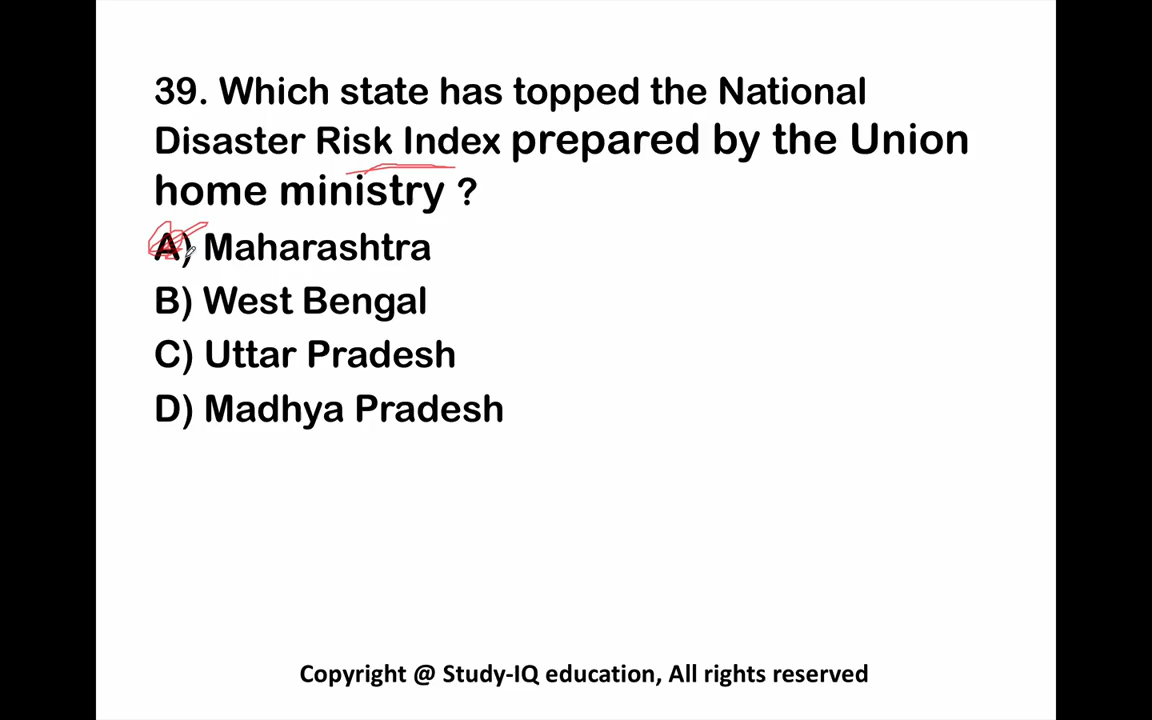 39. Which state has topped the National
Disaster Risk Index prepared by the Union
home ministry ?
A) Maharashtra
B) West Bengal
C) Uttar Pradesh
D) Madhya Pradesh
Copyright @ Study-IQ education, All rights reserved